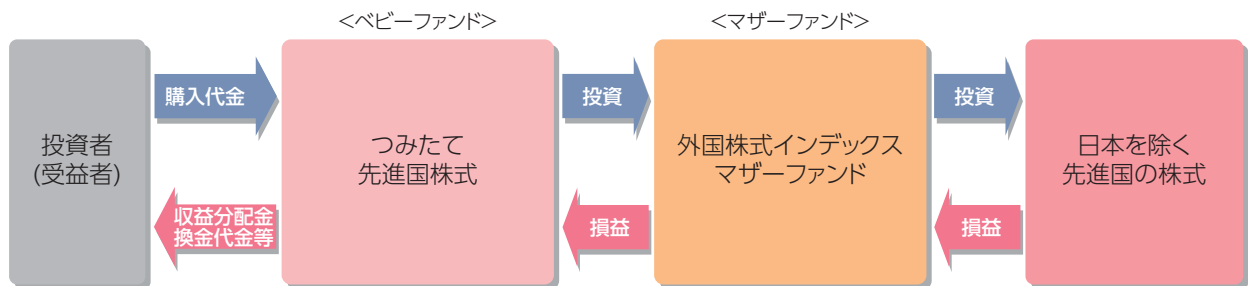 <ベビーファンド>
<マザーファンド>
投資者
(受益者)
購入代金
収益分配金
換金代金等
つみたて
先進国株式
投資
損益
外国株式インデックス
マザーファンド
投資
損益
日本を除く
先進国の株式